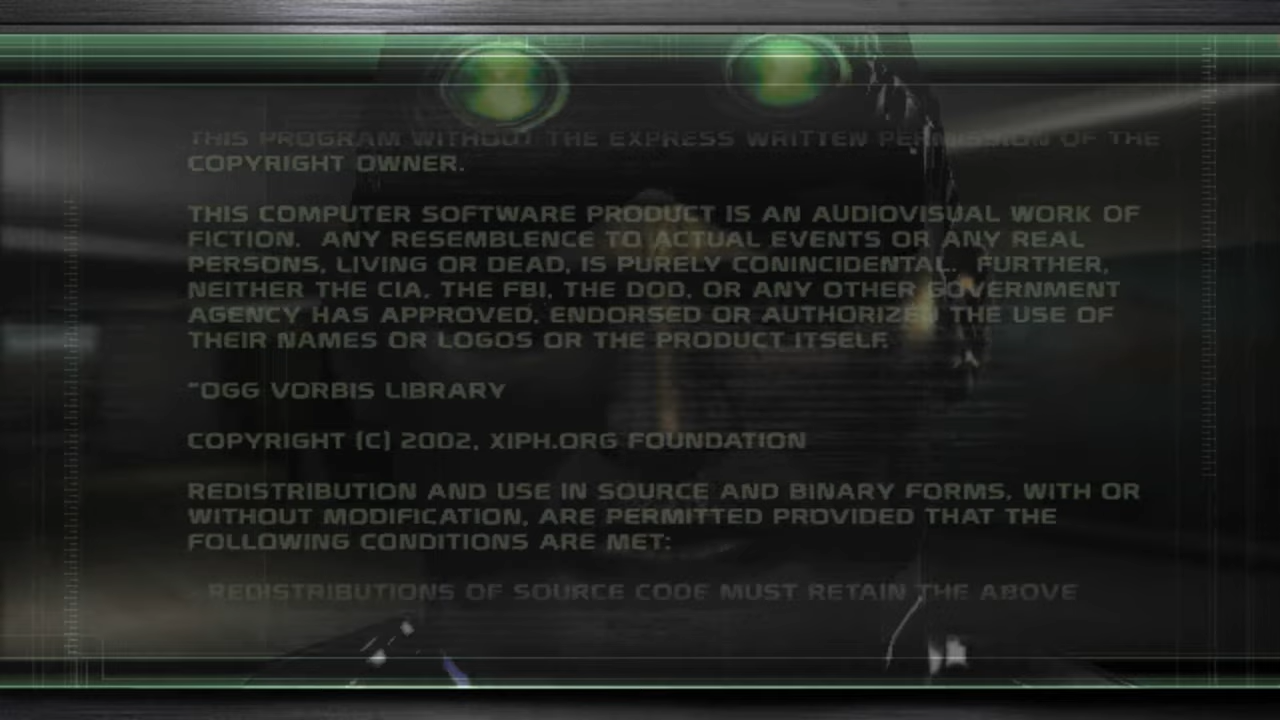 THIS PROGRAM WITHOUT THE EXPRESS WRITTEN PERMISSION OF THE
COPYRIGHT OWNER.
THIS COMPUTER SOFTWARE PRODUCT IS AN AUDIOVISUAL WORK OF
FICTION. ANY RESEMBLENCE TO ACTUAL EVENTS OR ANY REAL
PERSONS, LIVING OR DEAD, IS PURELY CONINCIDENTAL. FURTHER,
NEITHER THE CIA, THE FBI, THE DOD, OR ANY OTHER GOVERNMENT
AGENCY HAS APPROVED, ENDORSED OR AUTHORIZED THE USE OF
THEIR NAMES OR LOGOS OR THE PRODUCT ITSELF.
"OGG VORBIS LIBRARY
COPYRIGHT (C) 2002, XIPH.ORG FOUNDATION
REDISTRIBUTION AND USE IN SOURCE AND BINARY FORMS, WITH OR
WITHOUT MODIFICATION, ARE PERMITTED PROVIDED THAT THE
FOLLOWING CONDITIONS ARE MET:
- REDISTRIBUTIONS OF SOURCE CODE MUST RETAIN THE ABOVE